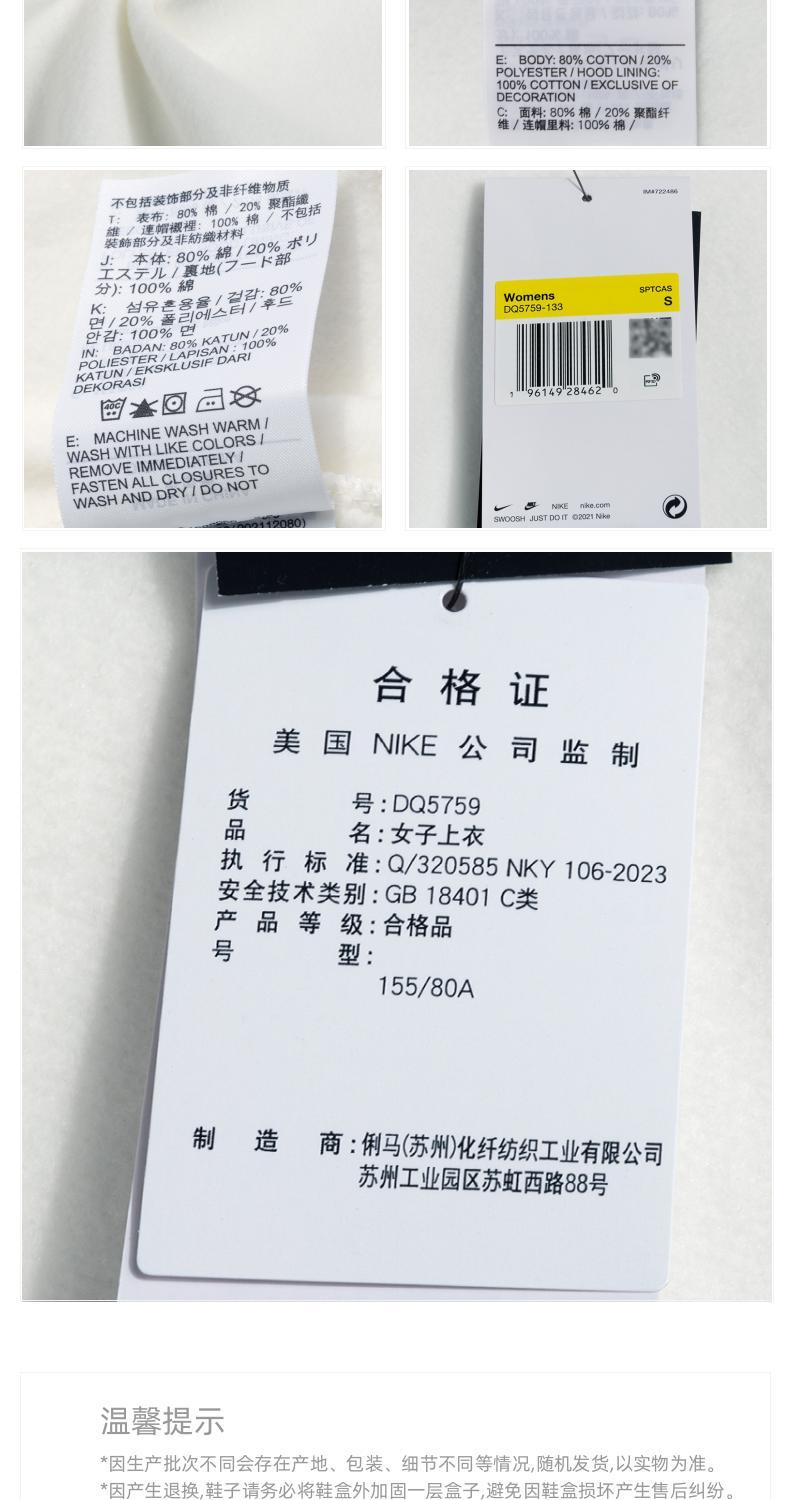 E: BODY: 80% COTTON / 20%
POLYESTER / HOOD LINING:
100% COTTON / EXCLUSIVE OF
DECORATION
C: 面料: 80% 棉 / 20% 聚酯纤
维 / 连帽里料: 100% 棉 /
不包括装饰部分及非纤维物质
T: 表布: 80% 棉 / 20% 聚酯纖
維 / 連帽襯裡: 100% 棉 / 不包括
裝飾部分及非紡織材料
J: 本体: 80% 綿 / 20% ポリ
エステル / 裏地(フード部
分): 100% 綿
K: 섬유혼용율 / 겉감: 80%
면 / 20% 폴리에스터 / 후드
안감: 100% 면
IN: BADAN: 80% KATUN / 20%
POLIESTER / LAPISAN : 100%
KATUN / EKSKLUSIF DARI
DEKORASI
40C
E: MACHINE WASH WARM /
WASH WITH LIKE COLORS /
REMOVE IMMEDIATELY /
FASTEN ALL CLOSURES TO
WASH AND DRY / DO NOT
MADE IN CHINA
IM#722486
Womens
DQ5759-133
SPTCAS
S
1 96149 28462 0
NIKE nike.com
SWOOSH JUST DO IT ©2021 Nike
合格证
美国NIKE公司监制
货号:DQ5759
品名:女子上衣
执行标准:Q/320585 NKY 106-2023
安全技术类别:GB 18401 C类
产品等级:合格品
号型:
155/80A
制造商:俐马(苏州)化纤纺织工业有限公司
苏州工业园区苏虹西路88号
温馨提示
*因生产批次不同会存在产地、包装、细节不同等情况,随机发货,以实物为准。
*因产生退换,鞋子请务必将鞋盒外加固一层盒子,避免因鞋盒损坏产生售后纠纷。